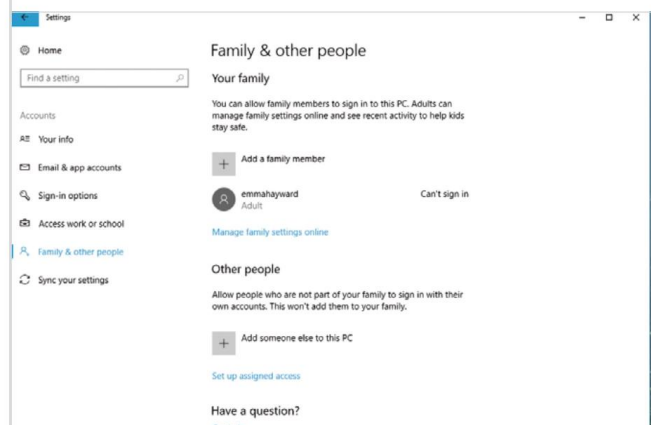 Settings
Home
Family & other people
Find a setting
Your family
You can allow family members to sign in to this PC. Adults can
manage family settings online and see recent activity to help kids
stay safe.
Accounts
Your info
Email & app accounts
Sign-in options
Access work or school
Family & other people
Sync your settings
Add a family member
emmahayward
Can't sign in
Adult
Manage family settings online
Other people
Allow people who are not part of your family to sign in with their
own accounts. This won't add them to your family.
Add someone else to this PC
Set up assigned access
Have a question?